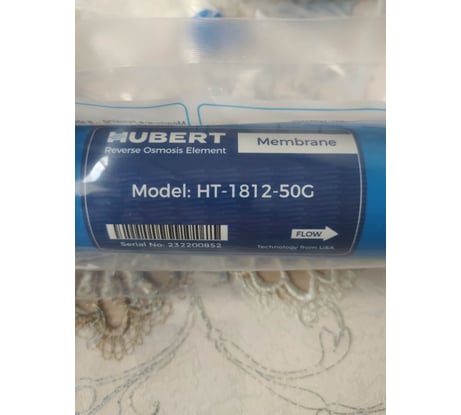 HUBERT
Reverse Osmosis Element
Membrane
Model: HT-1812-50G
Serial No: 232200852
FLOW
Technology from USA